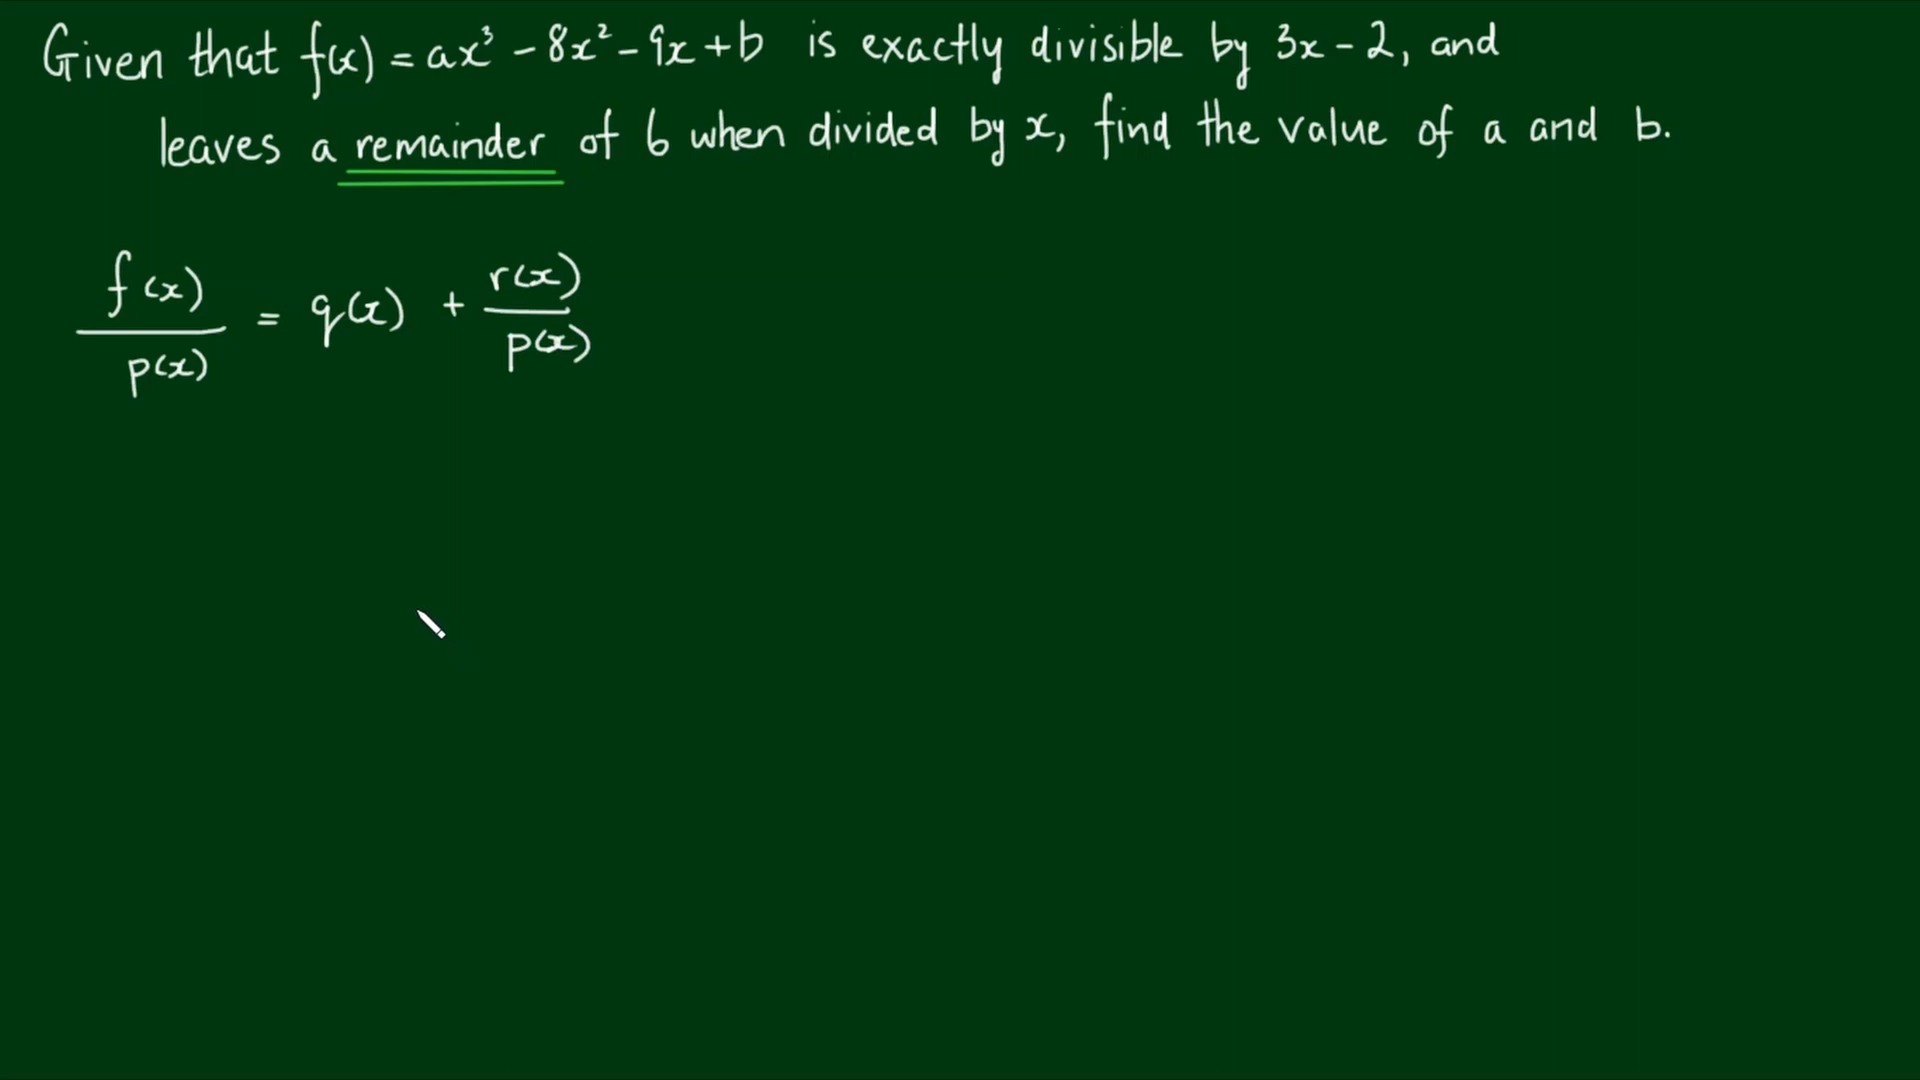 Given that f(x) = ax³ - 8x² - 9x + b is exactly divisible by 3x - 2, and
leaves a remainder of 6 when divided by x, find the value of a and b.
f(x)/p(x) = q(x) + r(x)/p(x)